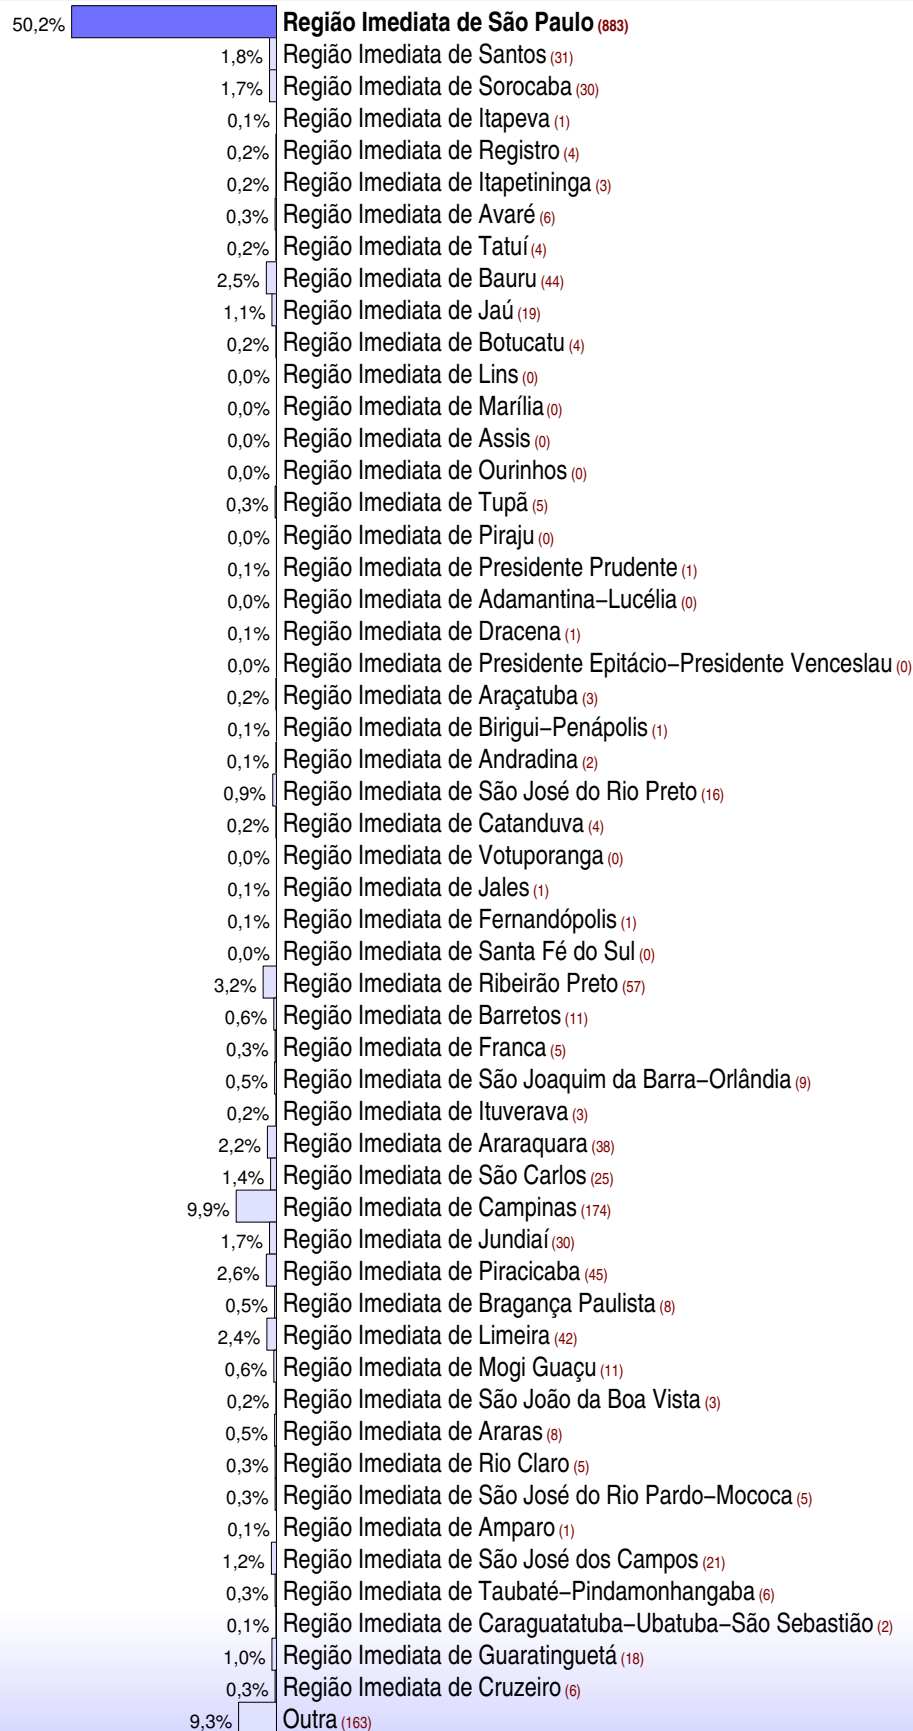 50,2% Região Imediata de São Paulo (883)
1,8% Região Imediata de Santos (31)
1,7% Região Imediata de Sorocaba (30)
0,1% Região Imediata de Itapeva (1)
0,2% Região Imediata de Registro (4)
0,2% Região Imediata de Itapetininga (3)
0,3% Região Imediata de Avaré (6)
0,2% Região Imediata de Tatuí (4)
2,5% Região Imediata de Bauru (44)
1,1% Região Imediata de Jaú (19)
0,2% Região Imediata de Botucatu (4)
0,0% Região Imediata de Lins (0)
0,0% Região Imediata de Marília (0)
0,0% Região Imediata de Assis (0)
0,0% Região Imediata de Ourinhos (0)
0,3% Região Imediata de Tupã (5)
0,0% Região Imediata de Piraju (0)
0,1% Região Imediata de Presidente Prudente (1)
0,0% Região Imediata de Adamantina−Lucélia (0)
0,1% Região Imediata de Dracena (1)
0,0% Região Imediata de Presidente Epitácio−Presidente Venceslau (0)
0,2% Região Imediata de Araçatuba (3)
0,1% Região Imediata de Birigui−Penápolis (1)
0,1% Região Imediata de Andradina (2)
0,9% Região Imediata de São José do Rio Preto (16)
0,2% Região Imediata de Catanduva (4)
0,0% Região Imediata de Votuporanga (0)
0,1% Região Imediata de Jales (1)
0,1% Região Imediata de Fernandópolis (1)
0,0% Região Imediata de Santa Fé do Sul (0)
3,2% Região Imediata de Ribeirão Preto (57)
0,6% Região Imediata de Barretos (11)
0,3% Região Imediata de Franca (5)
0,5% Região Imediata de São Joaquim da Barra−Orlândia (9)
0,2% Região Imediata de Ituverava (3)
2,2% Região Imediata de Araraquara (38)
1,4% Região Imediata de São Carlos (25)
9,9% Região Imediata de Campinas (174)
1,7% Região Imediata de Jundiaí (30)
2,6% Região Imediata de Piracicaba (45)
0,5% Região Imediata de Bragança Paulista (8)
2,4% Região Imediata de Limeira (42)
0,6% Região Imediata de Mogi Guaçu (11)
0,2% Região Imediata de São João da Boa Vista (3)
0,5% Região Imediata de Araras (8)
0,3% Região Imediata de Rio Claro (5)
0,3% Região Imediata de São José do Rio Pardo−Mococa (5)
0,1% Região Imediata de Amparo (1)
1,2% Região Imediata de São José dos Campos (21)
0,3% Região Imediata de Taubaté−Pindamonhangaba (6)
0,1% Região Imediata de Caraguatatuba−Ubatuba−São Sebastião (2)
1,0% Região Imediata de Guaratinguetá (18)
0,3% Região Imediata de Cruzeiro (6)
9,3% Outra (163)